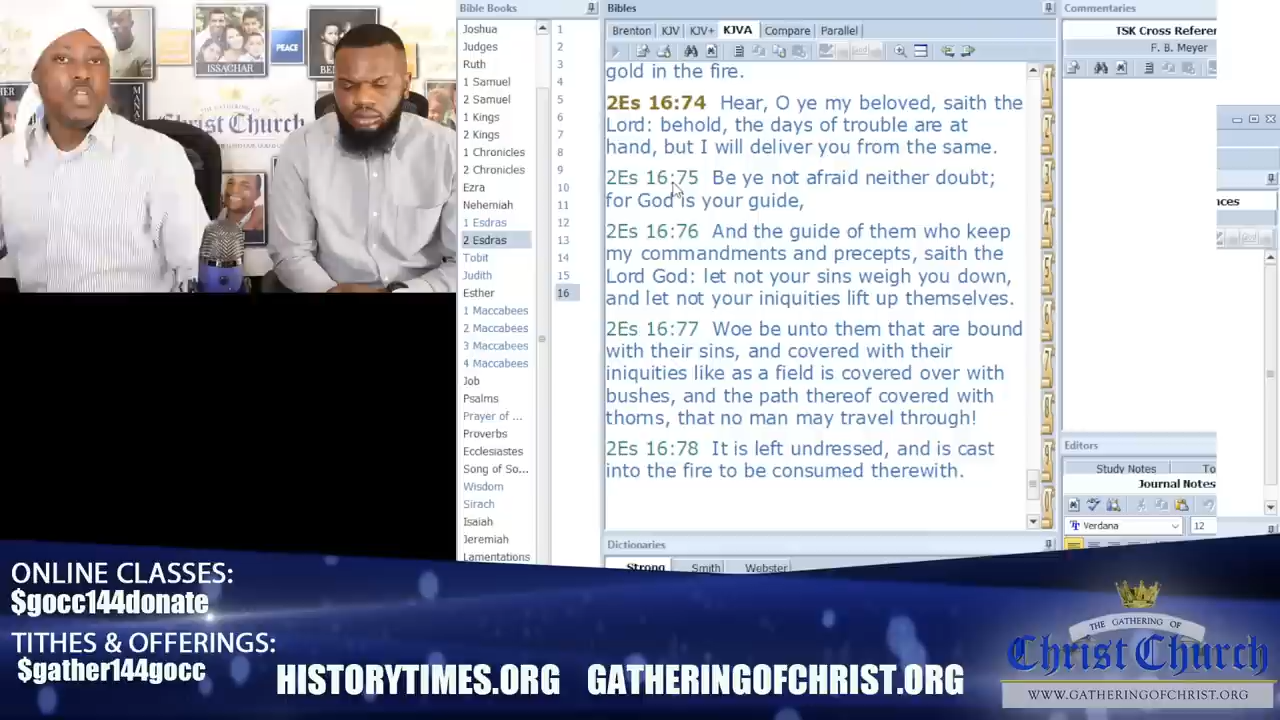 ISSACHAR
PEACE
Christ Church
Bible Books
Joshua
Judges
Ruth
1 Samuel
2 Samuel
1 Kings
2 Kings
1 Chronicles
2 Chronicles
Ezra
Nehemiah
1 Esdras
2 Esdras
Tobit
Judith
Esther
1 Maccabees
2 Maccabees
3 Maccabees
4 Maccabees
Job
Psalms
Prayer of ...
Proverbs
Ecclesiastes
Song of So...
Wisdom
Sirach
Isaiah
Jeremiah
Lamentations
1
2
3
4
5
6
7
8
9
10
11
12
13
14
15
16
Bibles
Brenton KJV KJV+ KJVA Compare Parallel
gold in the fire.
2Es 16:74 Hear, O ye my beloved, saith the
Lord: behold, the days of trouble are at
hand, but I will deliver you from the same.
2Es 16:75 Be ye not afraid neither doubt;
for God is your guide,
2Es 16:76 And the guide of them who keep
my commandments and precepts, saith the
Lord God: let not your sins weigh you down,
and let not your iniquities lift up themselves.
2Es 16:77 Woe be unto them that are bound
with their sins, and covered with their
iniquities like as a field is covered over with
bushes, and the path thereof covered with
thorns, that no man may travel through!
2Es 16:78 It is left undressed, and is cast
into the fire to be consumed therewith.
Dictionaries
Strong Smith Webster
Commentaries
TSK Cross Refere
F. B. Meyer
nces
Editors
Study Notes To
Journal Notes
Verdana 12
ONLINE CLASSES:
$gocc144donate
TITHES & OFFERINGS:
$gather144gocc
HISTORYTIMES.ORG GATHERINGOFCHRIST.ORG
THE GATHERING OF
Christ Church
WWW.GATHERINGOFCHRIST.ORG